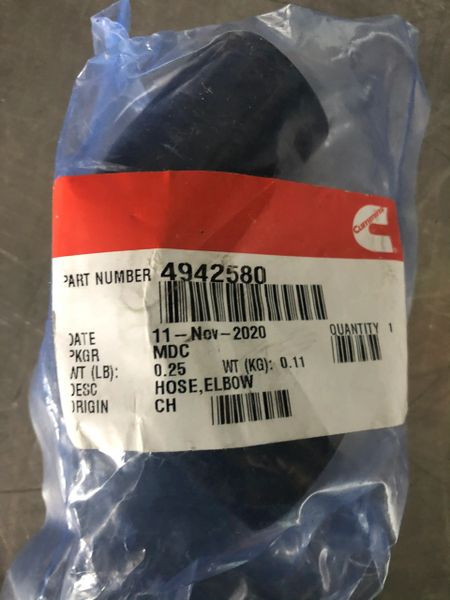 Cummins
PART NUMBER 4942580
DATE 11-Nov-2020 QUANTITY 1
PKGR MDC
WT (LB): 0.25 WT (KG): 0.11
DESC HOSE,ELBOW
ORIGIN CH